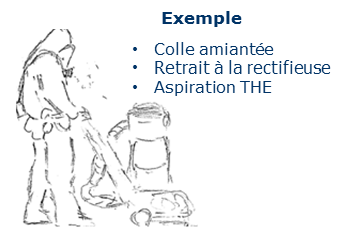 Exemple
• Colle amiantée
• Retrait à la rectifieuse
• Aspiration THE